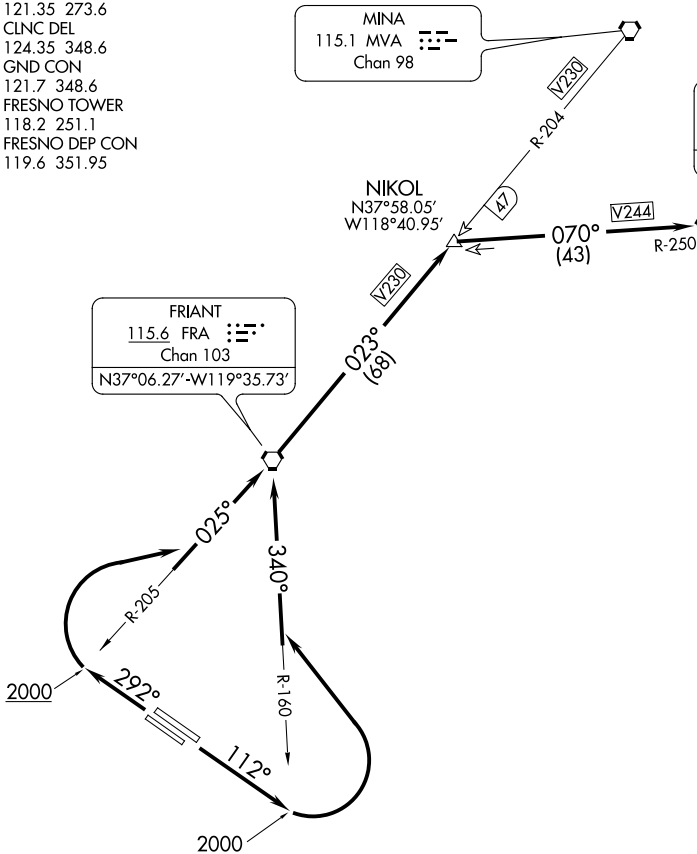 121.35 273.6
CLNC DEL
124.35 348.6
GND CON
121.7 348.6
FRESNO TOWER
118.2 251.1
FRESNO DEP CON
119.6 351.95
MINA
115.1 MVA
Chan 98
V230
R-204
47
NIKOL
N37°58.05'
W118°40.95'
V244
070°
(43)
R-250
V230
023°
(68)
FRIANT
115.6 FRA
Chan 103
N37°06.27'-W119°35.73'
025°
R-205
340°
R-160
2000
292°
112°
2000